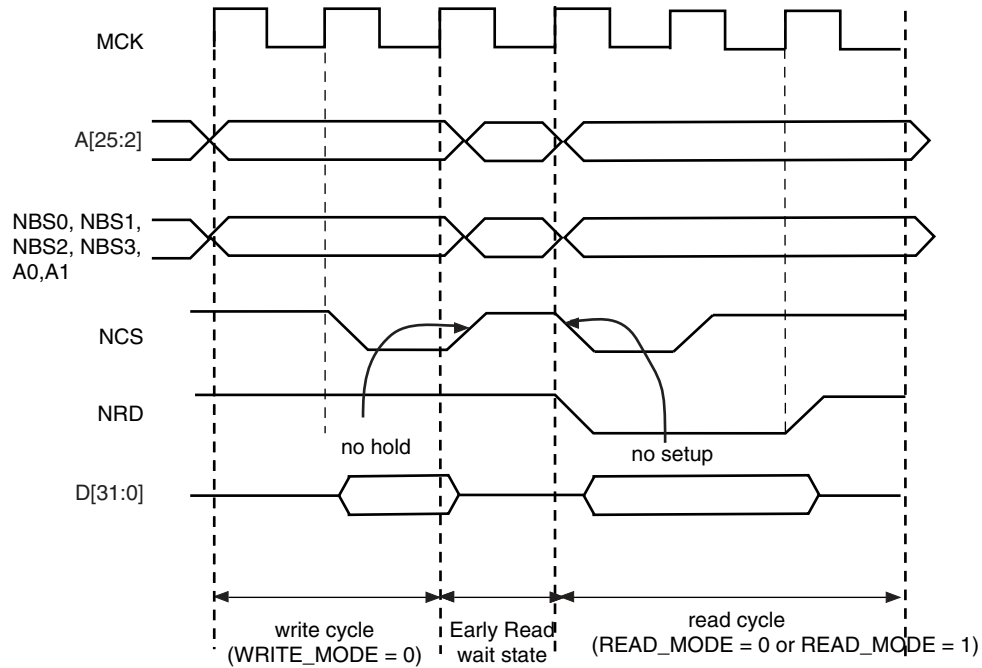 MCK
A[25:2]
NBS0, NBS1,
NBS2, NBS3,
A0,A1
NCS
NRD
no hold
no setup
D[31:0]
write cycle
(WRITE_MODE = 0)
Early Read
wait state
read cycle
(READ_MODE = 0 or READ_MODE = 1)